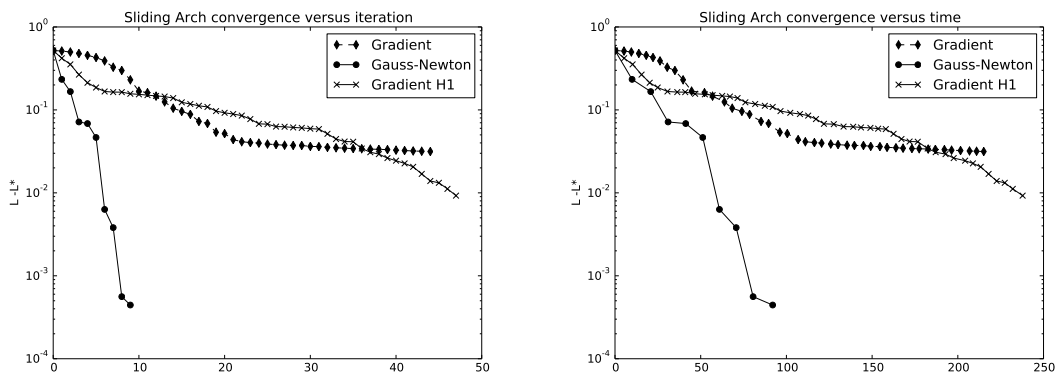 Sliding Arch convergence versus iteration
10^0
10^-1
10^-2
10^-3
10^-4
L -L*
0 10 20 30 40 50
Gradient
Gauss-Newton
Gradient H1
Sliding Arch convergence versus time
10^0
10^-1
10^-2
10^-3
10^-4
L -L*
0 50 100 150 200 250
Gradient
Gauss-Newton
Gradient H1